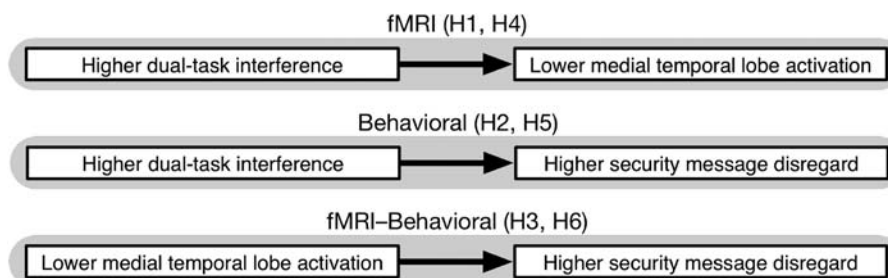 fMRI (H1, H4)
Higher dual-task interference
Lower medial temporal lobe activation
Behavioral (H2, H5)
Higher dual-task interference
Higher security message disregard
fMRI–Behavioral (H3, H6)
Lower medial temporal lobe activation
Higher security message disregard